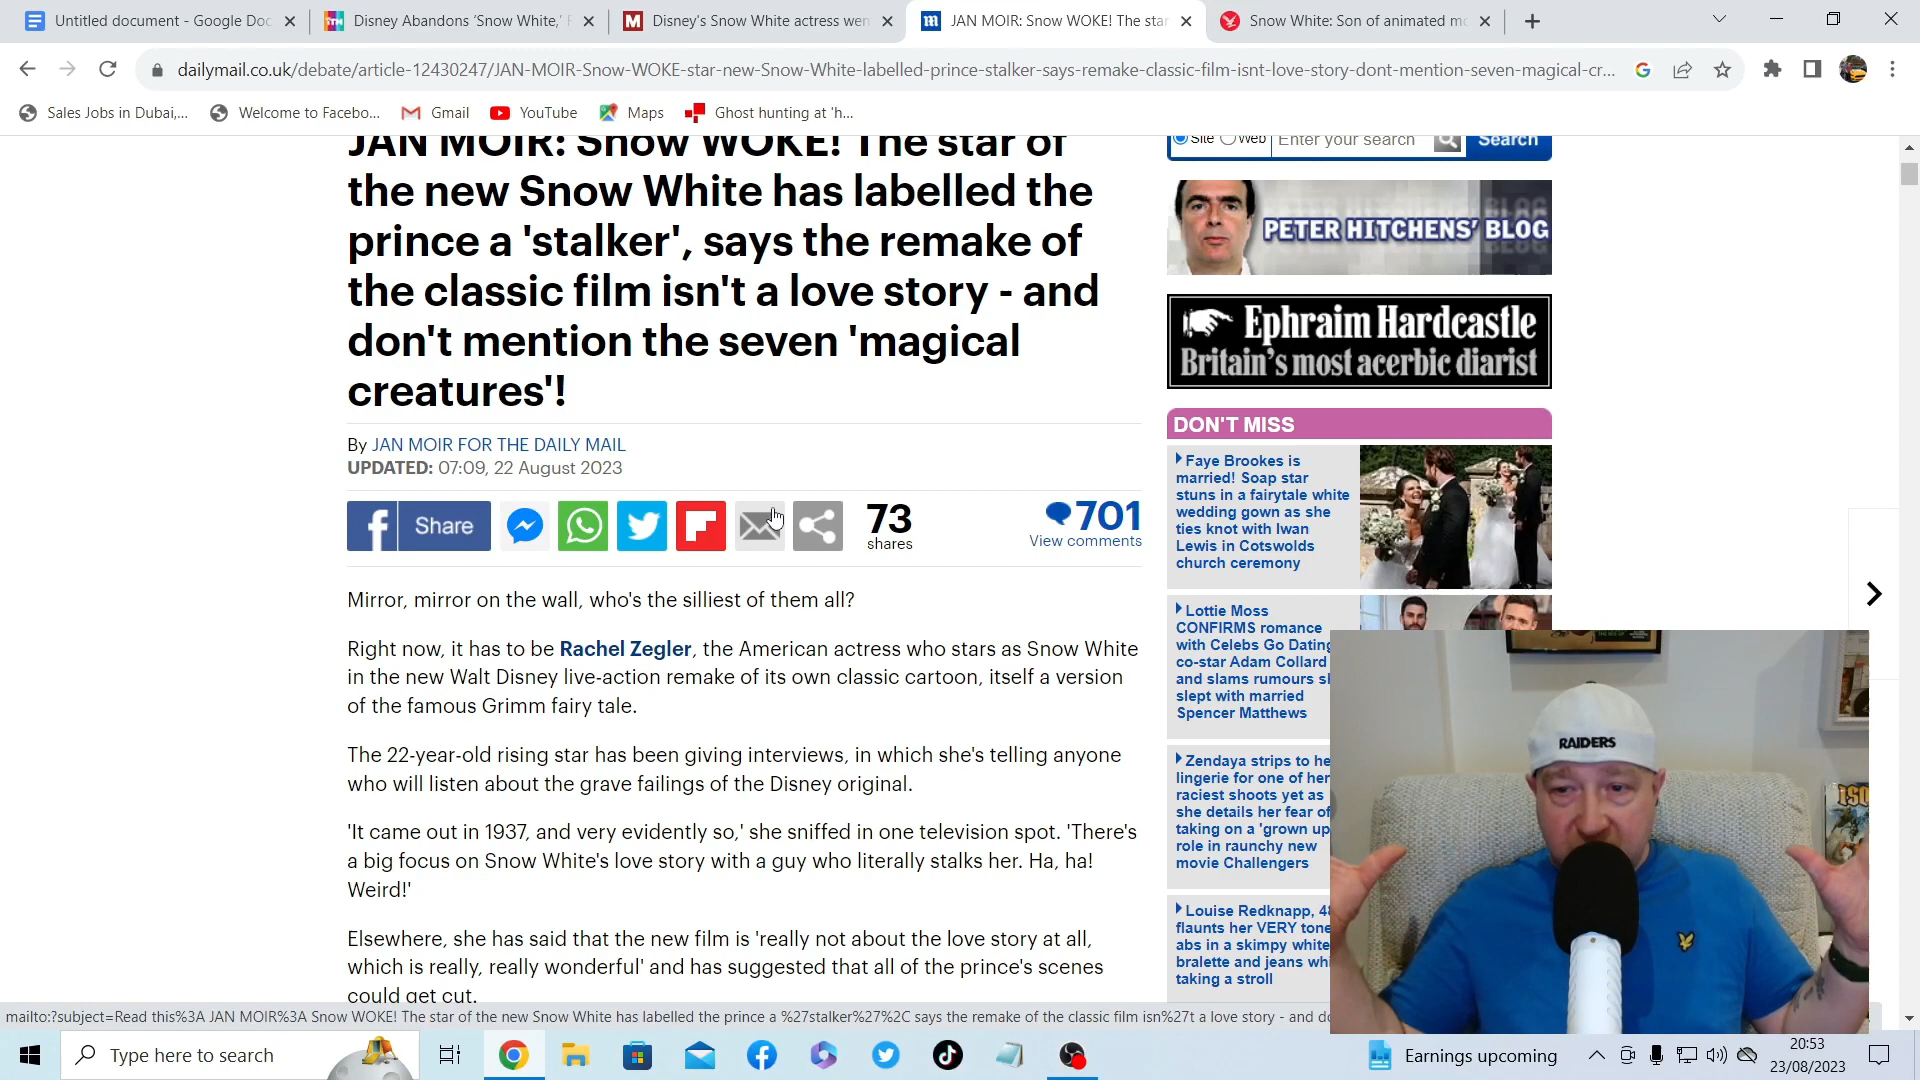 Untitled document - Google Doc
Disney Abandons 'Snow White,'
Disney's Snow White actress wen
JAN MOIR: Snow WOKE! The star
Snow White: Son of animated mo
dailymail.co.uk/debate/article-12430247/JAN-MOIR-Snow-WOKE-star-new-Snow-White-labelled-prince-stalker-says-remake-classic-film-isnt-love-story-dont-mention-seven-magical-cr...
Sales Jobs in Dubai,...
Welcome to Facebo...
Gmail
YouTube
Maps
Ghost hunting at 'h...
JAN MOIR: Snow WOKE! The star of
the new Snow White has labelled the
prince a 'stalker', says the remake of
the classic film isn't a love story - and
don't mention the seven 'magical
creatures'!
By JAN MOIR FOR THE DAILY MAIL
UPDATED: 07:09, 22 August 2023
Share
73
shares
701
View comments
Mirror, mirror on the wall, who's the silliest of them all?
Right now, it has to be Rachel Zegler, the American actress who stars as Snow White
in the new Walt Disney live-action remake of its own classic cartoon, itself a version
of the famous Grimm fairy tale.
The 22-year-old rising star has been giving interviews, in which she's telling anyone
who will listen about the grave failings of the Disney original.
'It came out in 1937, and very evidently so,' she sniffed in one television spot. 'There's
a big focus on Snow White's love story with a guy who literally stalks her. Ha, ha!
Weird!'
Elsewhere, she has said that the new film is 'really not about the love story at all,
which is really, really wonderful' and has suggested that all of the prince's scenes
could get cut.
Site Web Enter your search Search
PETER HITCHENS' BLOG
Ephraim Hardcastle
Britain's most acerbic diarist
DON'T MISS
Faye Brookes is
married! Soap star
stuns in a fairytale white
wedding gown as she
ties knot with Iwan
Lewis in Cotswolds
church ceremony
Lottie Moss
CONFIRMS romance
with Celebs Go Dating
co-star Adam Collard
and slams rumours s
slept with married
Spencer Matthews
Zendaya strips to he
lingerie for one of her
raciest shoots yet as
she details her fear of
taking on a 'grown up
role in raunchy new
movie Challengers
Louise Redknapp, 4
flaunts her VERY tone
abs in a skimpy white
bralette and jeans whi
taking a stroll
RAIDERS
mailto:?subject=Read this%3A JAN MOIR%3A Snow WOKE! The star of the new Snow White has labelled the prince a %27stalker%27%2C says the remake of the classic film isn%27t a love story - and do
Type here to search
Earnings upcoming
20:53
23/08/2023